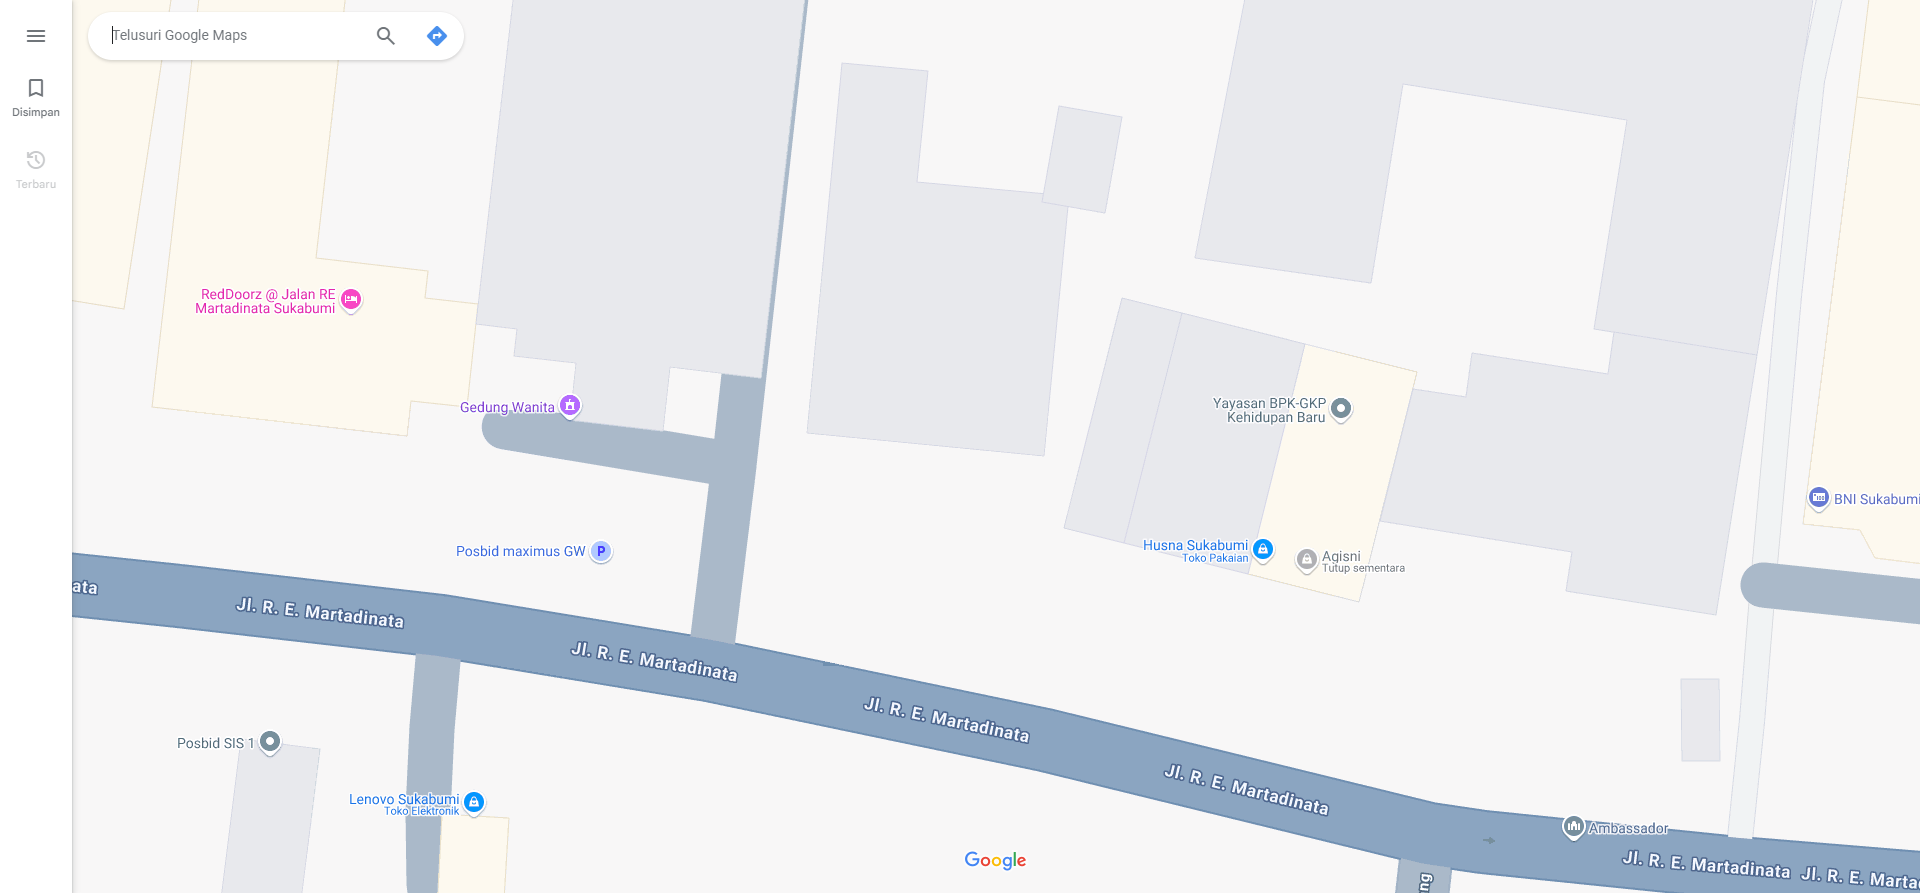 Telusuri Google Maps
Disimpan
Terbaru
RedDoorz @ Jalan RE
Martadinata Sukabumi
Gedung Wanita
Yayasan BPK-GKP
Kehidupan Baru
BNI Sukabumi
Posbid maximus GW
P
Husna Sukabumi
Toko Pakaian
Agisni
Tutup sementara
ata
Jl. R. E. Martadinata
Jl. R. E. Martadinata
Jl. R. E. Martadinata
Jl. R. E. Martadinata
Posbid SIS 1
Lenovo Sukabumi
Toko Elektronik
Ambassador
Google
Jl. R. E. Martadinata
Jl. R. E. Marta
ng